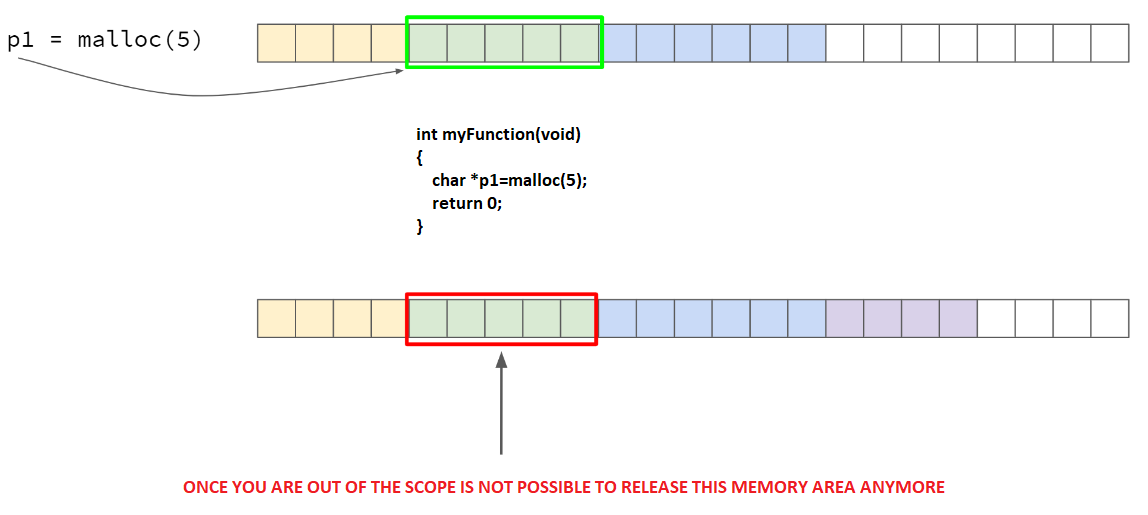 p1 = malloc(5)
int myFunction(void)
{
char *p1=malloc(5);
return 0;
}
ONCE YOU ARE OUT OF THE SCOPE IS NOT POSSIBLE TO RELEASE THIS MEMORY AREA ANYMORE